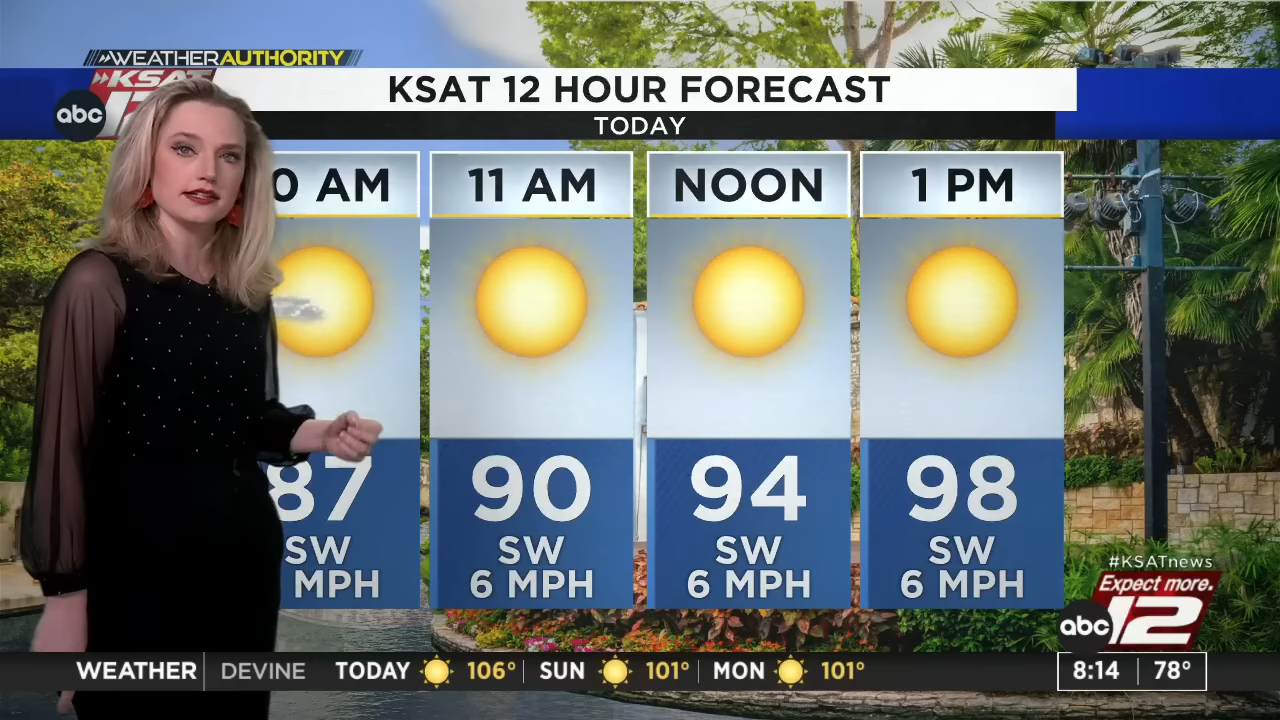 WEATHERAUTHORITY
KSAT
abc
KSAT 12 HOUR FORECAST
TODAY
0 AM
11 AM
NOON
1 PM
87
90
94
98
SW
SW
SW
SW
MPH
6 MPH
6 MPH
6 MPH
#KSATnews
Expect more.
abc 12
WEATHER DEVINE TODAY 106° SUN 101° MON 101°
8:14 78°